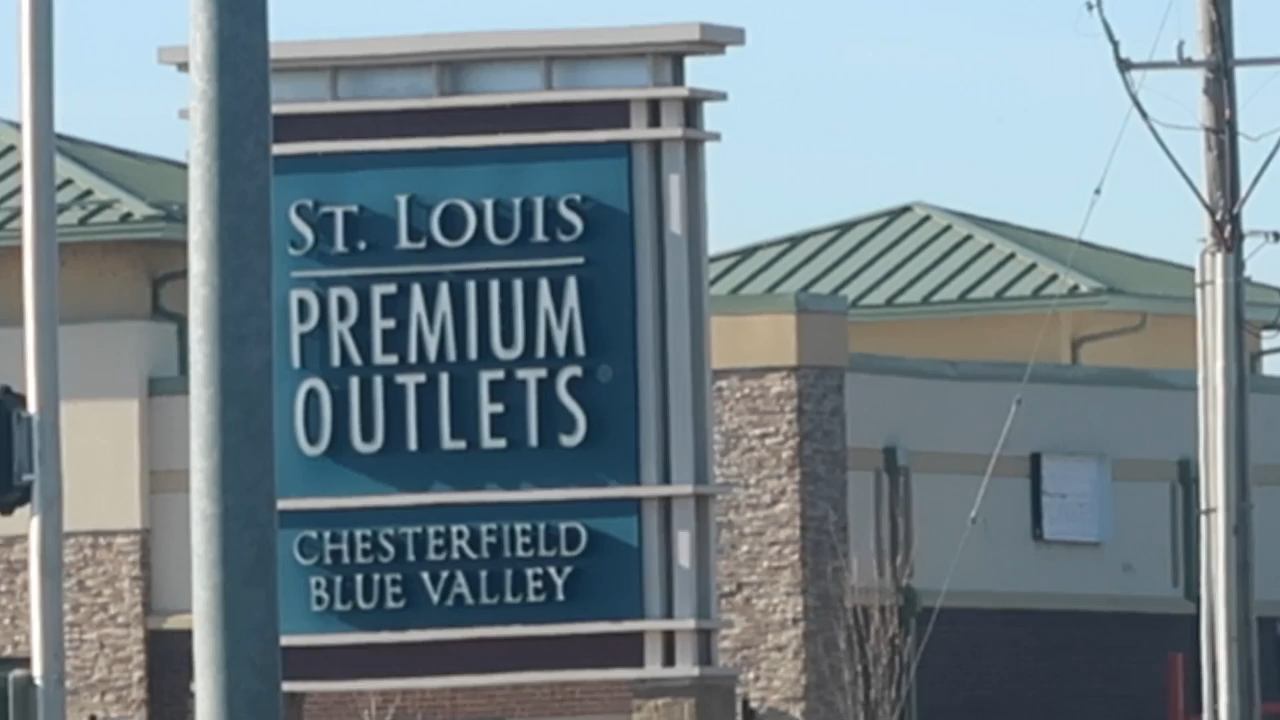 ST. LOUIS
PREMIUM
OUTLETS
CHESTERFIELD
BLUE VALLEY